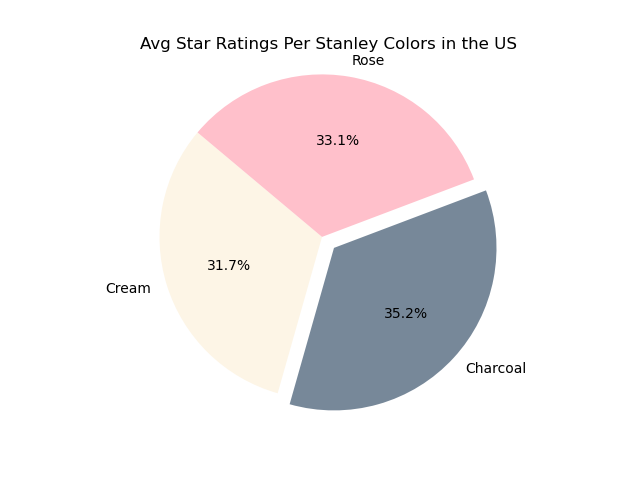 Avg Star Ratings Per Stanley Colors in the US
Rose
33.1%
31.7%
Cream
35.2%
Charcoal